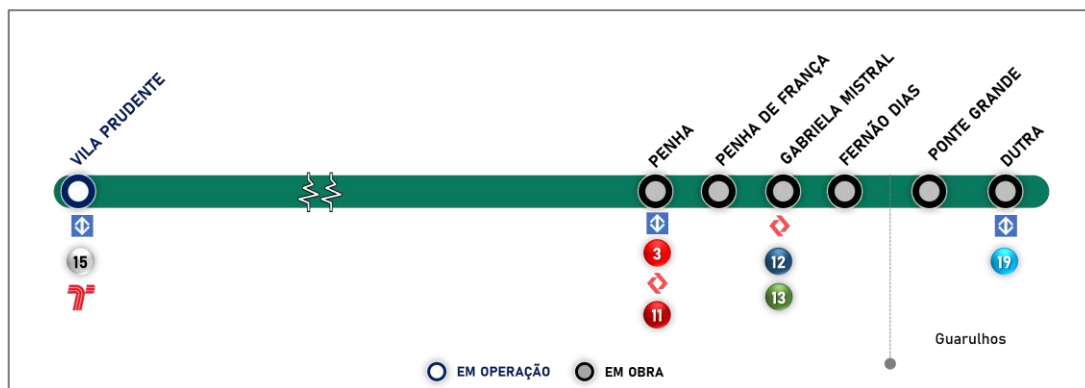 VILA PRUDENTE
PENHA
PENHA DE FRANÇA
GABRIELA MISTRAL
FERNÃO DIAS
PONTE GRANDE
DUTRA
15
3
11
12
13
19
Guarulhos
EM OPERAÇÃO
EM OBRA